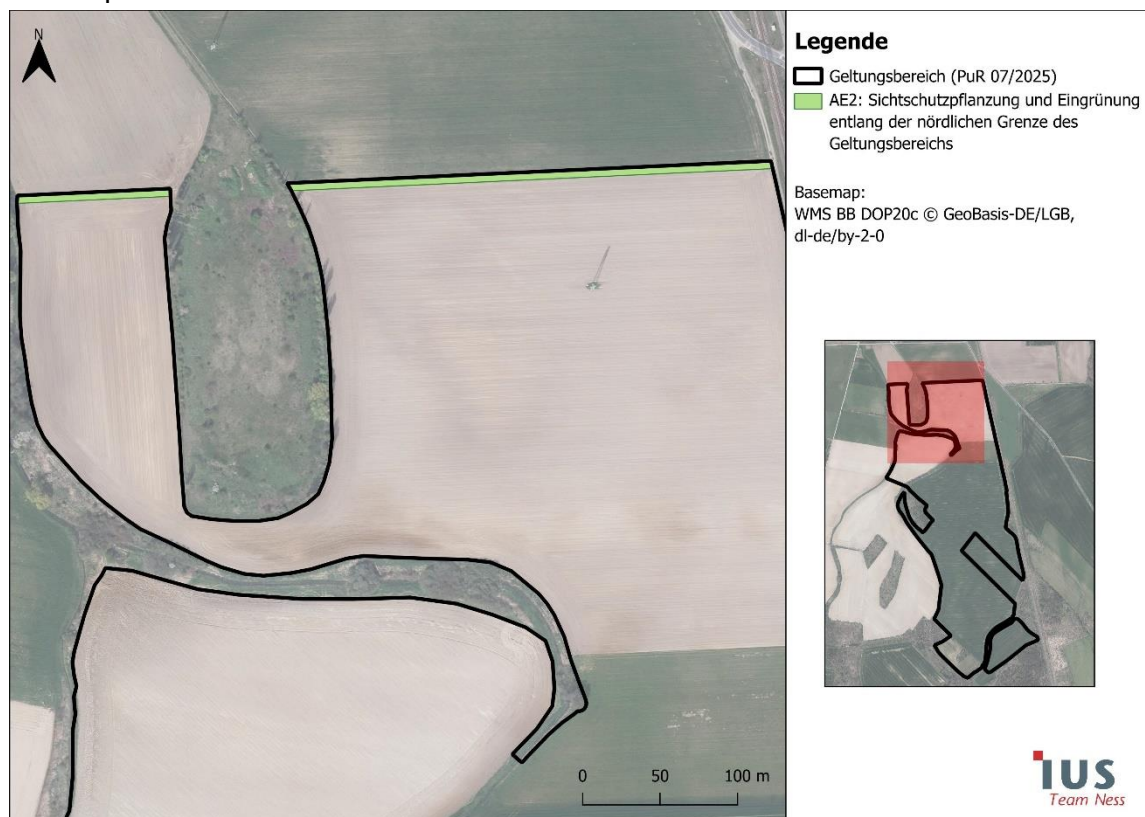 N
Legende
Geltungsbereich (PuR 07/2025)
AE2: Sichtschutzpflanzung und Eingrünung
entlang der nördlichen Grenze des
Geltungsbereichs
Basemap:
WMS BB DOP20c © GeoBasis-DE/LGB,
dl-de/by-2-0
0 50 100 m
IUS
Team Ness